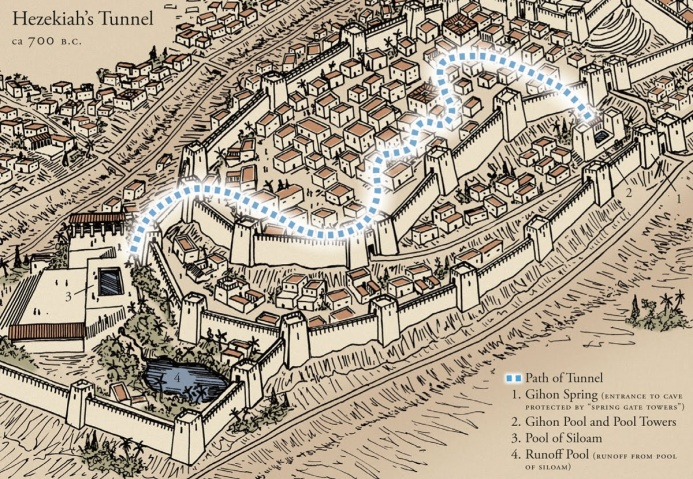 Hezekiah's Tunnel
ca 700 B.C.
3
4
2
1
Path of Tunnel
1. Gihon Spring (ENTRANCE TO CAVE
PROTECTED BY "SPRING GATE TOWERS")
2. Gihon Pool and Pool Towers
3. Pool of Siloam
4. Runoff Pool (RUNOFF FROM POOL
OF SILOAM)